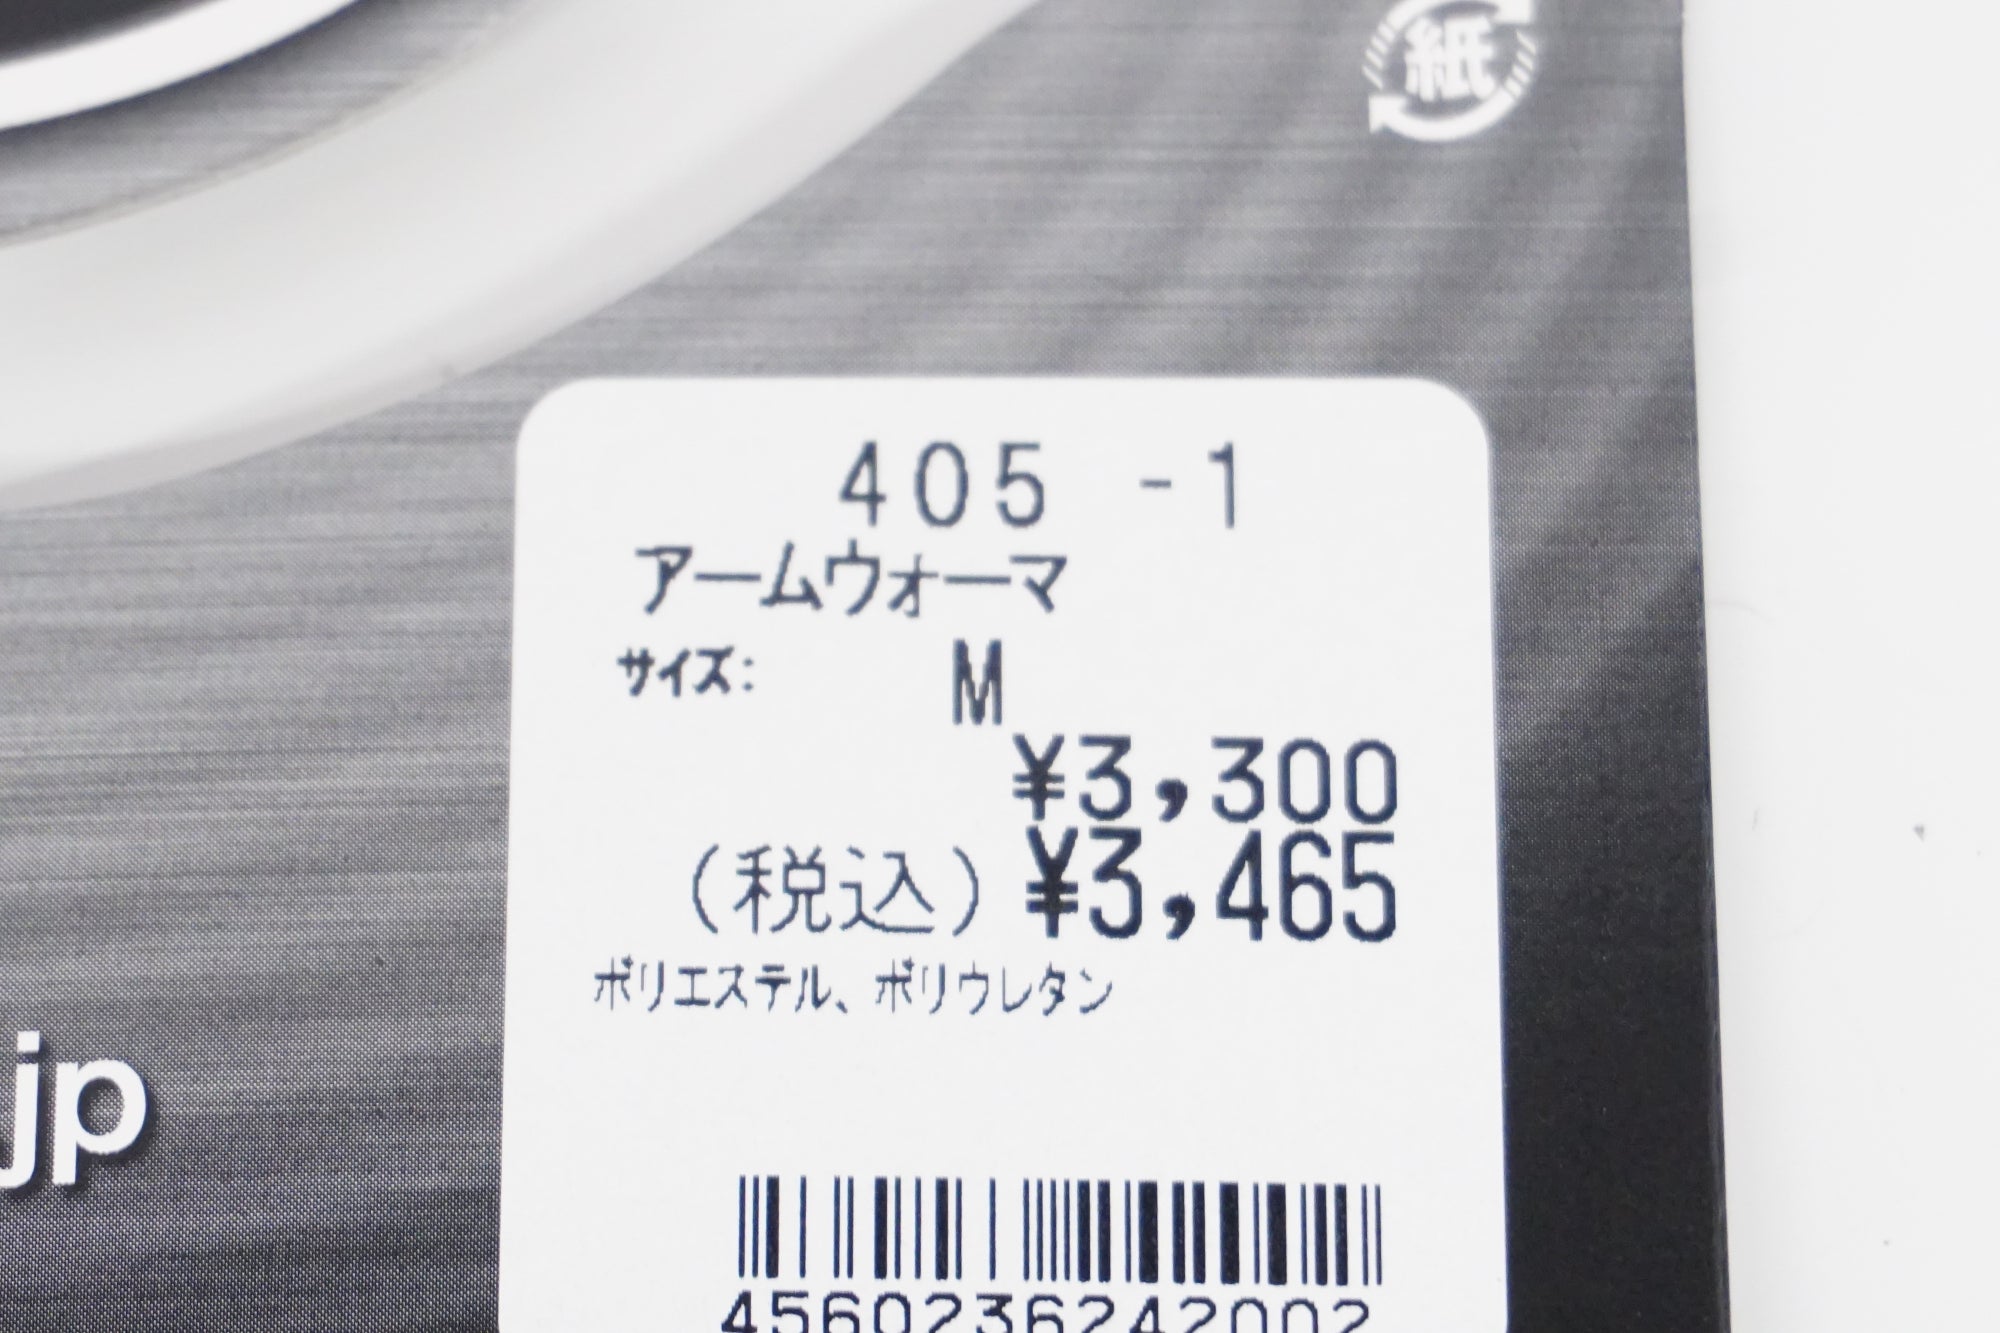 紙
405 -1
アームウォーマ
サイズ: M
¥3,300
(税込) ¥3,465
ポリエステル、ポリウレタン
jp
4560236242002